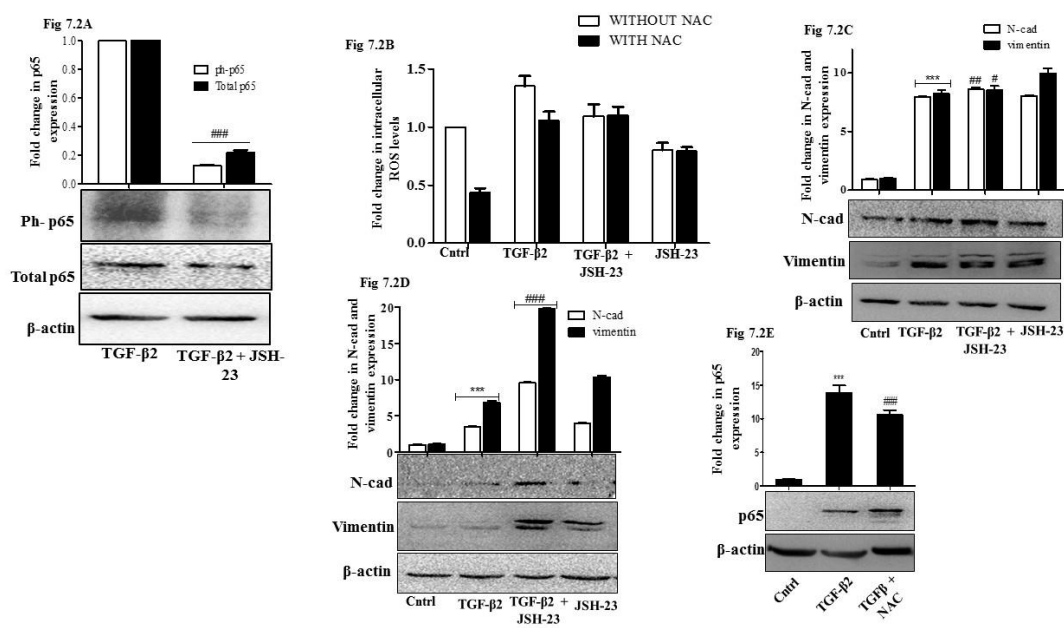 Fig 7.2A
Fold change in p65
expression
1.0
0.8
0.6
0.4
0.2
0.0
ph-p65
Total p65
###
Ph- p65
Total p65
β-actin
TGF-β2
TGF-β2 + JSH-
23
Fig 7.2B
WITHOUT NAC
WITH NAC
Fold change in intracellular
ROS levels
1.5
1.0
0.5
0.0
Cntrl
TGF-β2
TGF-β2 +
JSH-23
JSH-23
Fig 7.2C
N-cad
vimentin
Fold change in N-cad and
vimentin expression
15
10
5
0
***
##
#
N-cad
Vimentin
β-actin
Cntrl
TGF-β2
TGF-β2 +
JSH-23
JSH-23
Fig 7.2D
Fold change in N-cad and
vimentin expression
20
15
10
5
0
N-cad
vimentin
***
###
N-cad
Vimentin
β-actin
Cntrl
TGF-β2
TGF-β2 +
JSH-23
JSH-23
Fig 7.2E
Fold change in p65
expression
20
15
10
5
0
***
###
p65
β-actin
Cntrl
TGF-β2
TGFβ +
NAC